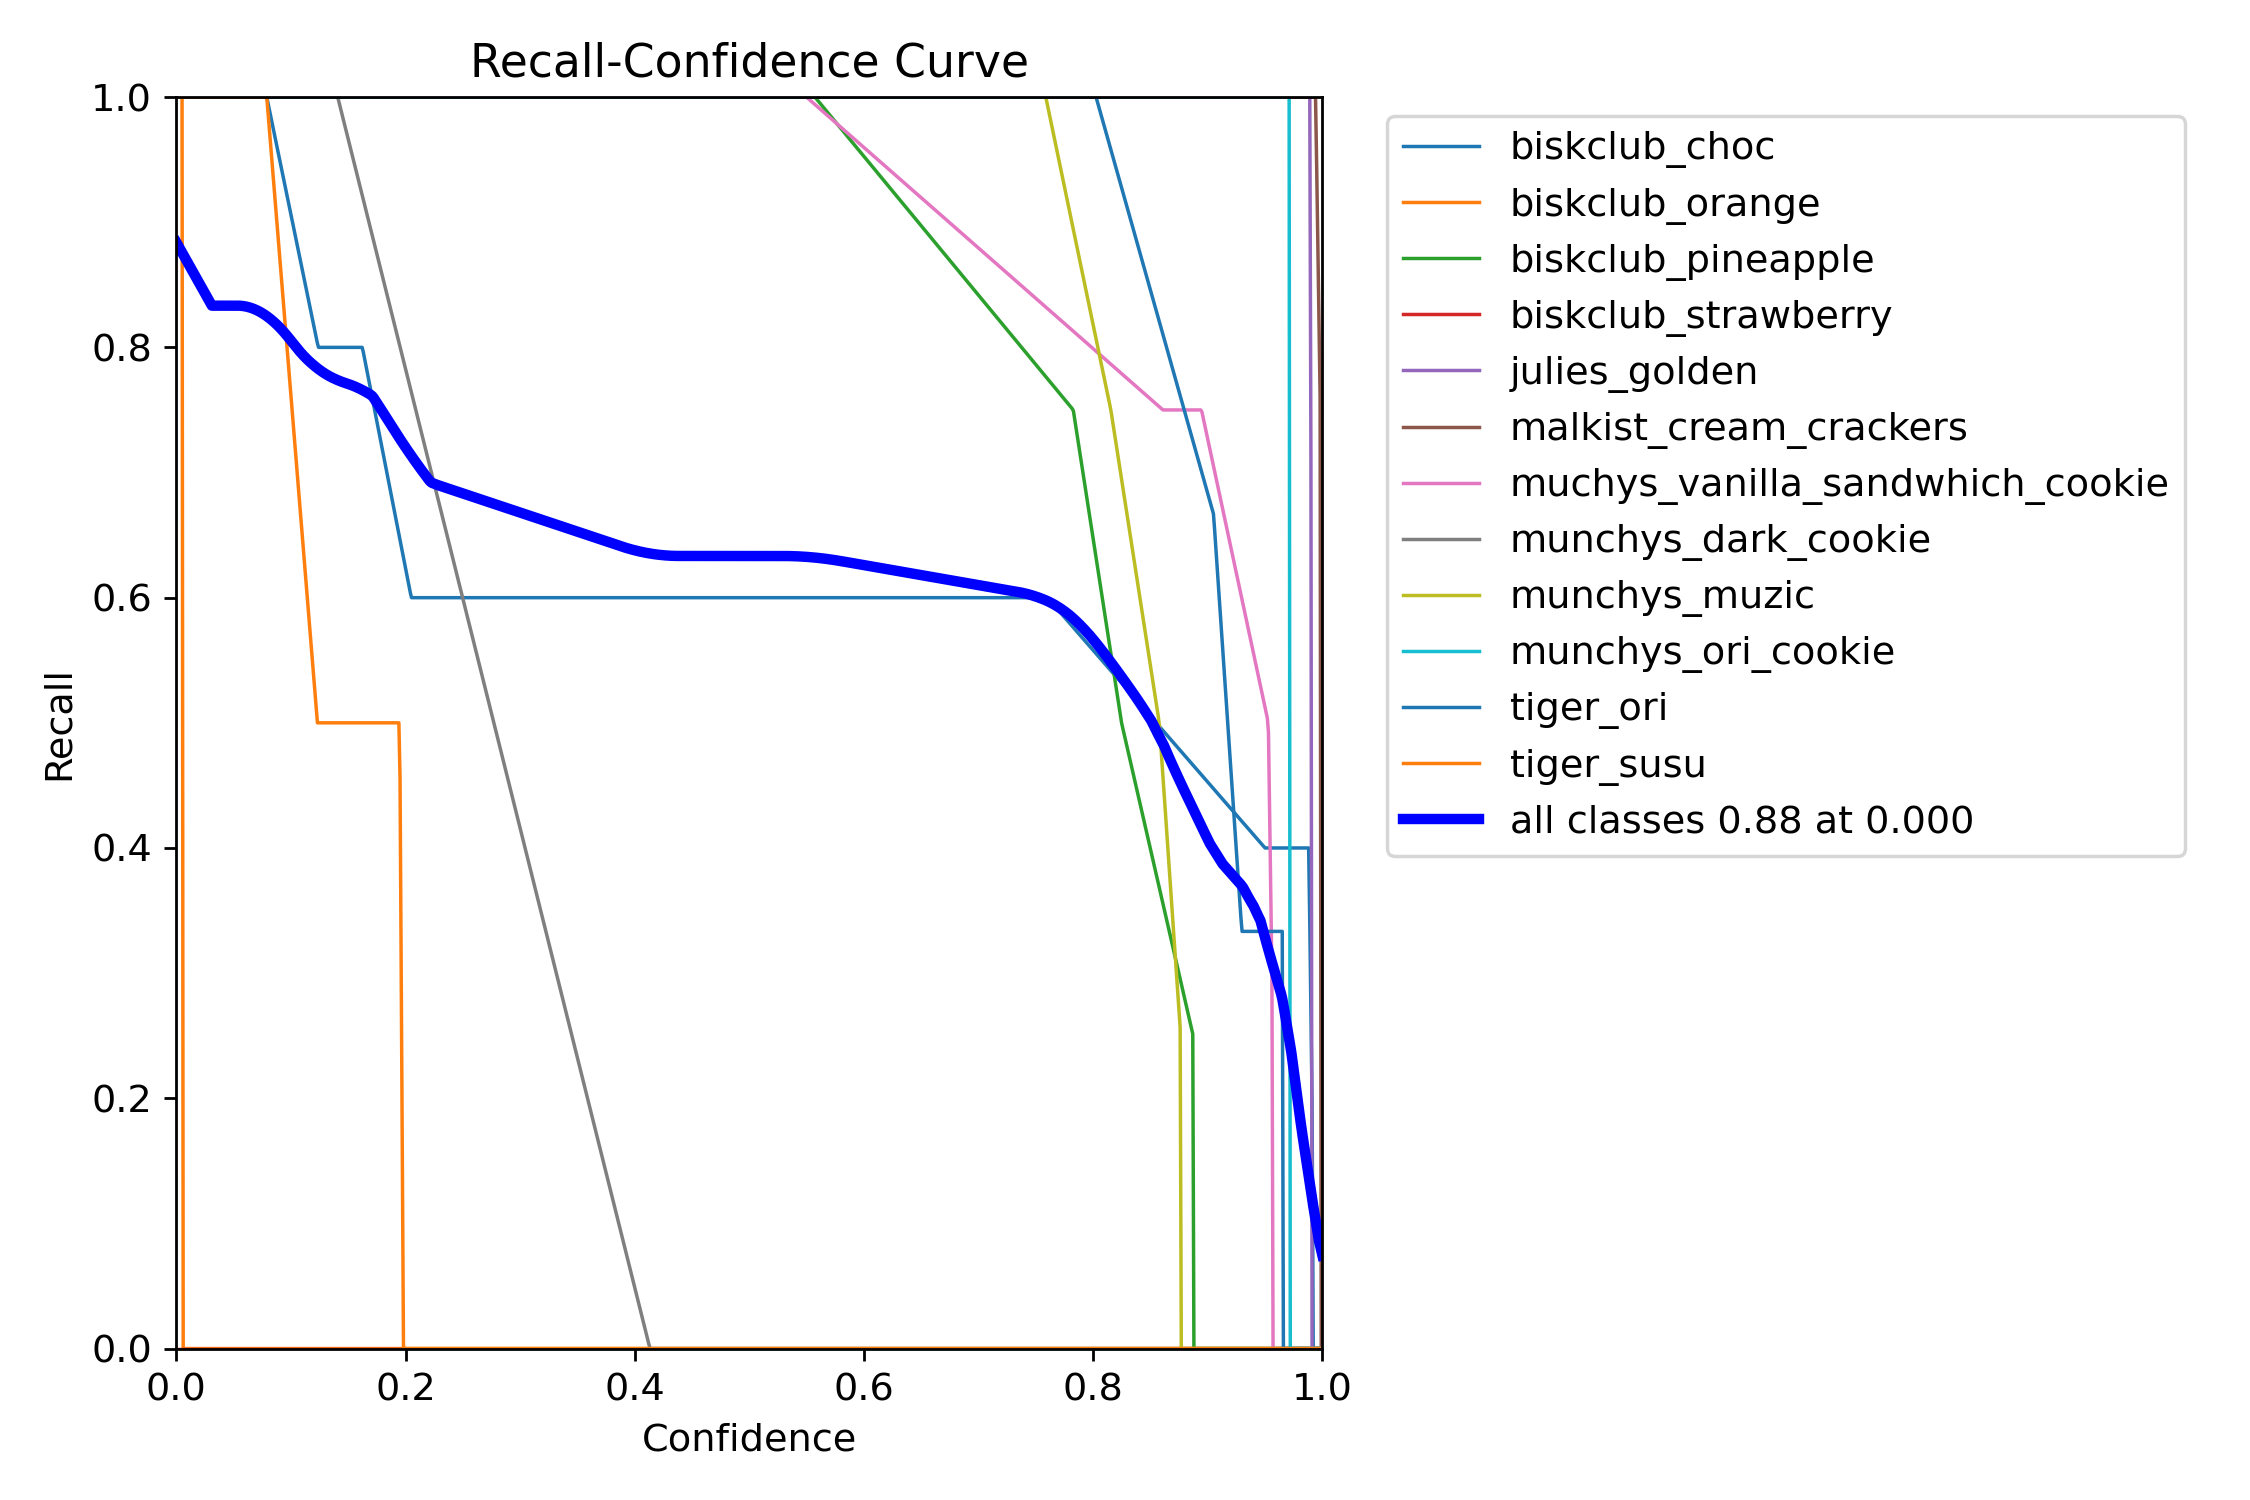 Recall-Confidence Curve
1.0
0.8
0.6
0.4
0.2
0.0
Recall
0.0 0.2 0.4 0.6 0.8 1.0
Confidence
biskclub_choc
biskclub_orange
biskclub_pineapple
biskclub_strawberry
julies_golden
malkist_cream_crackers
muchys_vanilla_sandwhich_cookie
munchys_dark_cookie
munchys_muzic
munchys_ori_cookie
tiger_ori
tiger_susu
all classes 0.88 at 0.000